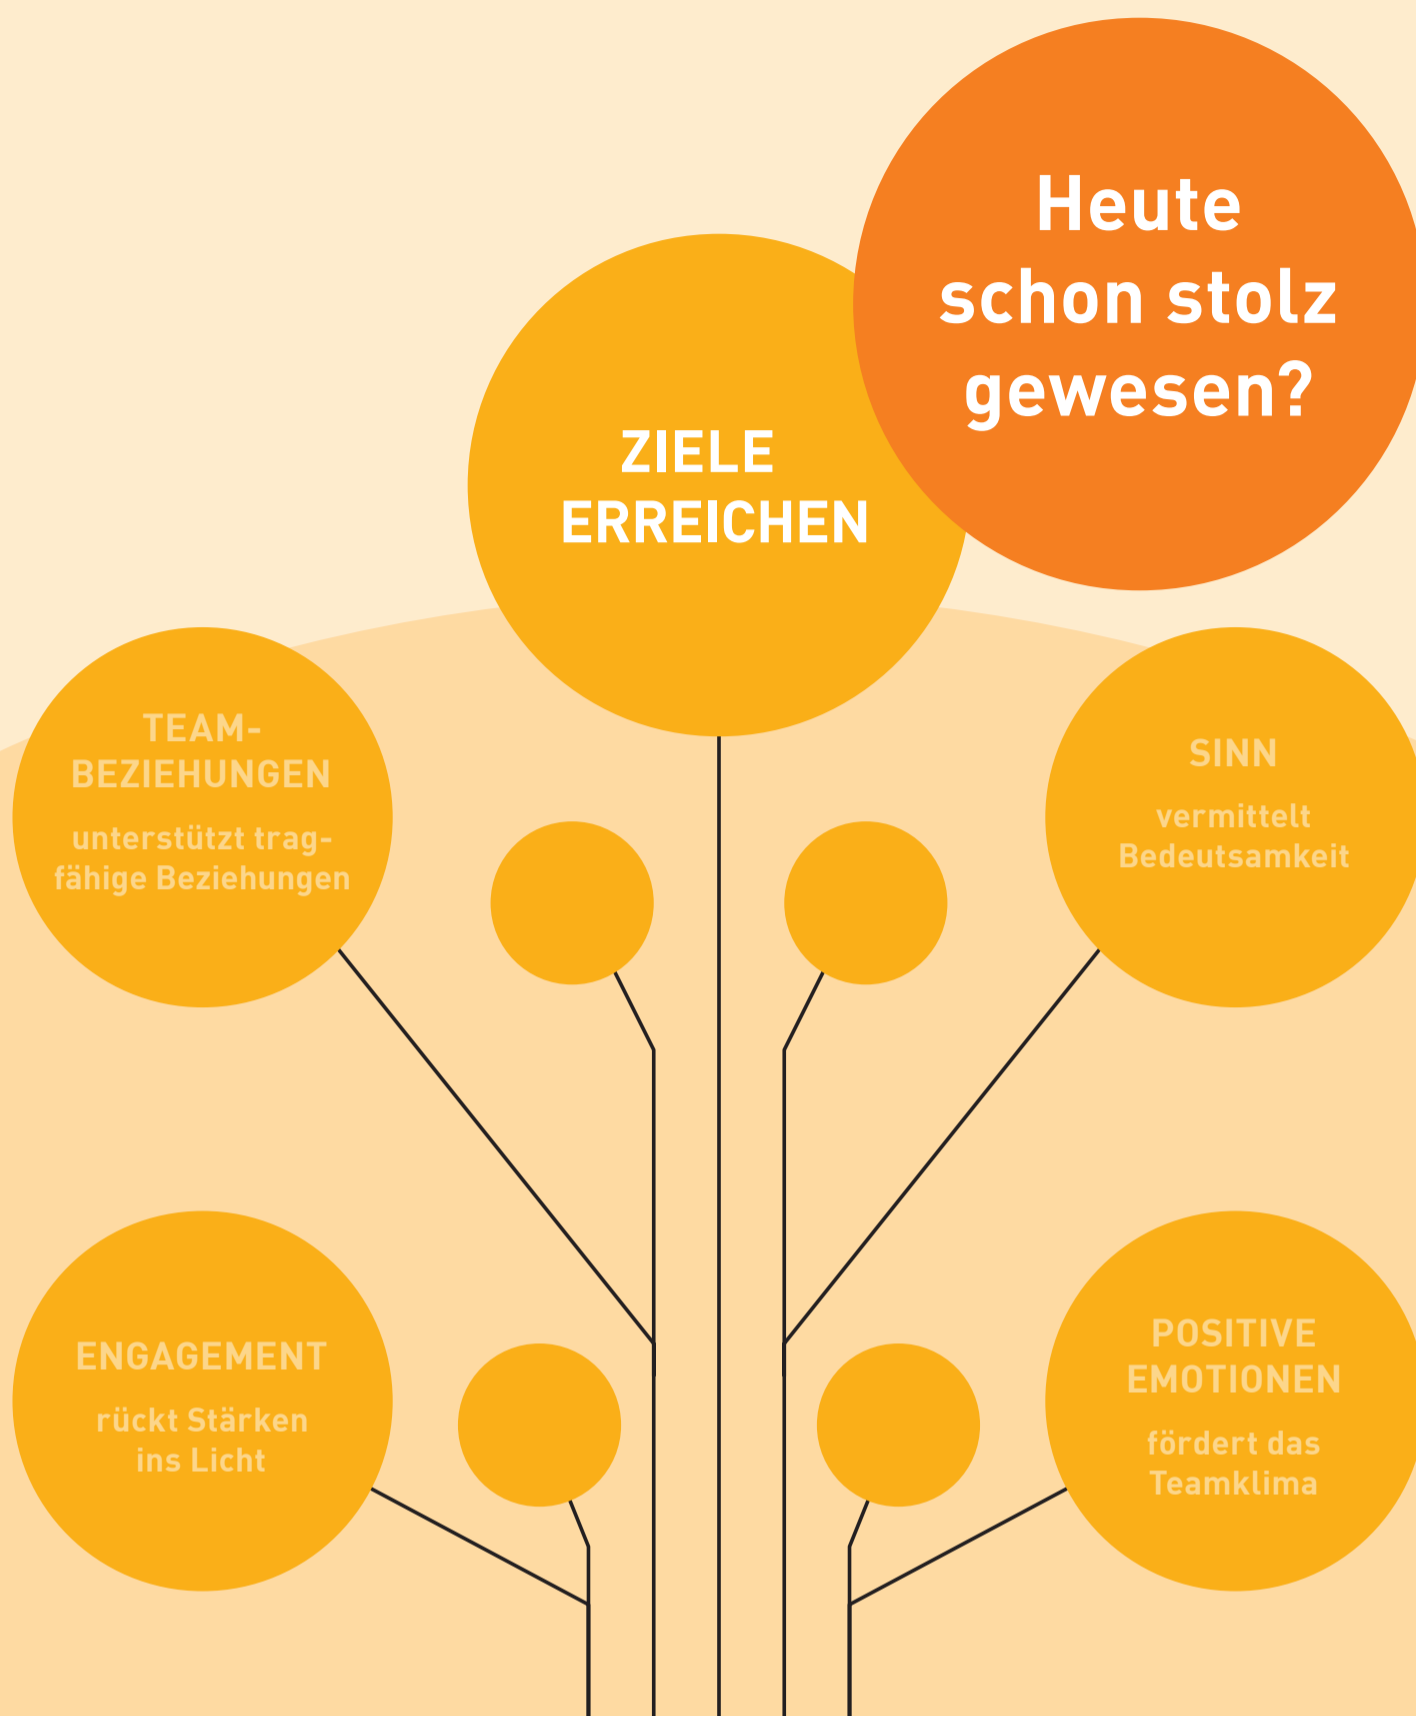 Heute
schon stolz
gewesen?
ZIELE
ERREICHEN
TEAM-
BEZIEHUNGEN
unterstützt trag-
fähige Beziehungen
SINN
vermittelt
Bedeutsamkeit
ENGAGEMENT
rückt Stärken
ins Licht
POSITIVE
EMOTIONEN
fördert das
Teamklima